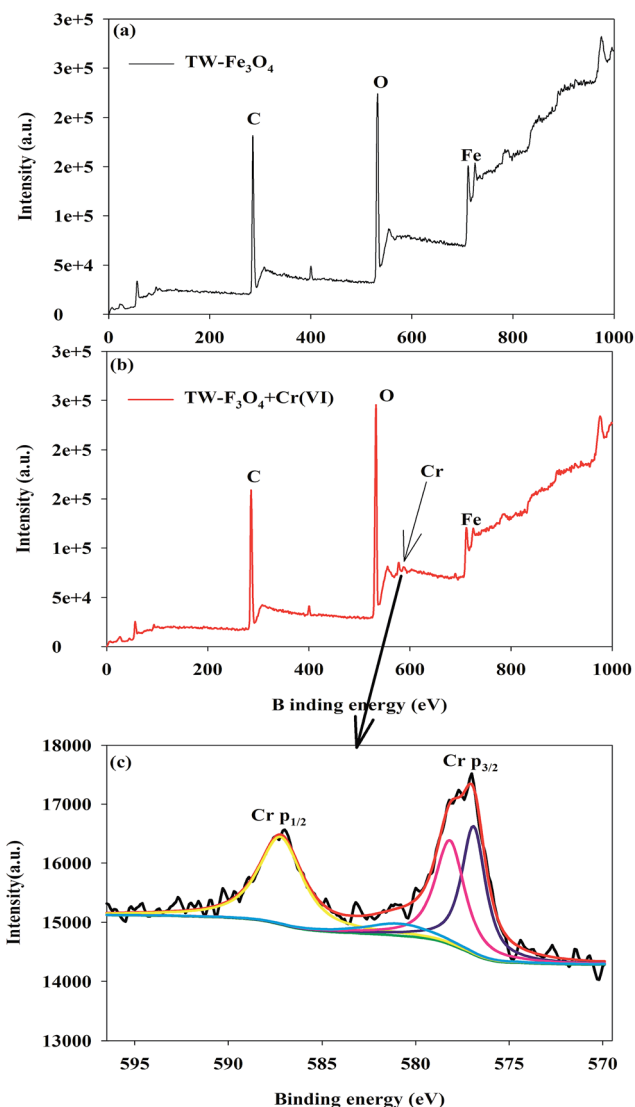 (a)
TW-Fe₃O₄
C
O
Fe
Intensity (a.u.)
3e+5
3e+5
2e+5
2e+5
1e+5
5e+4
0
0 200 400 600 800 1000
(b)
TW-F₃O₄+Cr(VI)
C
O
Cr
Fe
Intensity (a.u.)
3e+5
3e+5
2e+5
2e+5
1e+5
5e+4
0
0 200 400 600 800 1000
B inding energy (eV)
(c)
Cr p₁/₂
Cr p₃/₂
Intensity(a.u.)
18000
17000
16000
15000
14000
13000
595 590 585 580 575 570
Binding energy (eV)